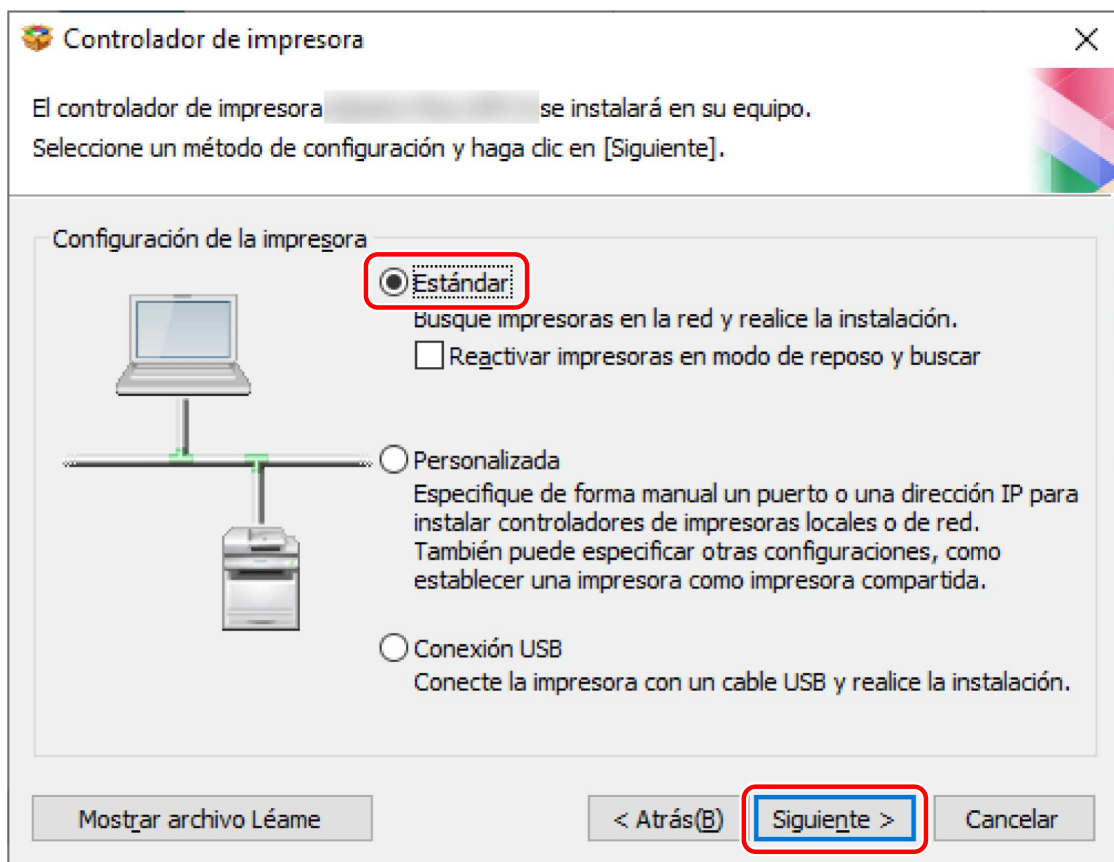 Controlador de impresora
El controlador de impresora se instalará en su equipo.
Seleccione un método de configuración y haga clic en [Siguiente].
Configuración de la impresora
Estándar
Busque impresoras en la red y realice la instalación.
Reactivar impresoras en modo de reposo y buscar
Personalizada
Especifique de forma manual un puerto o una dirección IP para
instalar controladores de impresoras locales o de red.
También puede especificar otras configuraciones, como
establecer una impresora como impresora compartida.
Conexión USB
Conecte la impresora con un cable USB y realice la instalación.
Mostrar archivo Léame
< Atrás(B)
Siguiente >
Cancelar